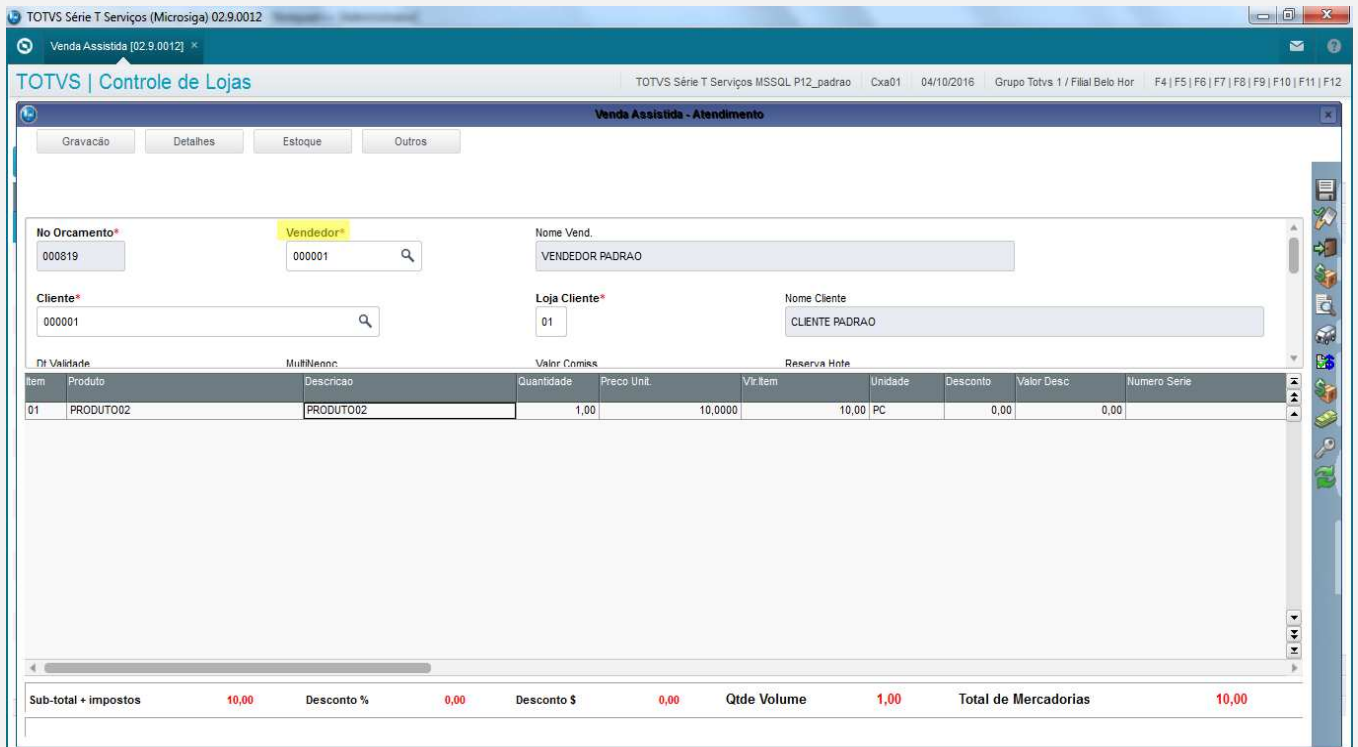 TOTVS Série T Serviços (Microsiga) 02.9.0012
Venda Assistida [02.9.0012] ×
TOTVS | Controle de Lojas
TOTVS Série T Serviços MSSQL P12_padrao Cxa01 04/10/2016 Grupo Totvs 1 / Filial Belo Hor F4 | F5 | F6 | F7 | F8 | F9 | F10 | F11 | F12
Venda Assistida - Atendimento
Gravacão Detalhes Estoque Outros
No Orcamento* Vendedor* Nome Vend.
000819 000001 VENDEDOR PADRAO
Cliente* Loja Cliente* Nome Cliente
000001 01 CLIENTE PADRAO
Dt Validade MultiNegoc Valor Comiss Reserva Hote
Item Produto Descricao Quantidade Preco Unit. Vlr.Item Unidade Desconto Valor Desc Numero Serie
01 PRODUTO02 PRODUTO02 1,00 10,0000 10,00 PC 0,00 0,00
Sub-total + impostos 10,00 Desconto % 0,00 Desconto $ 0,00 Qtde Volume 1,00 Total de Mercadorias 10,00